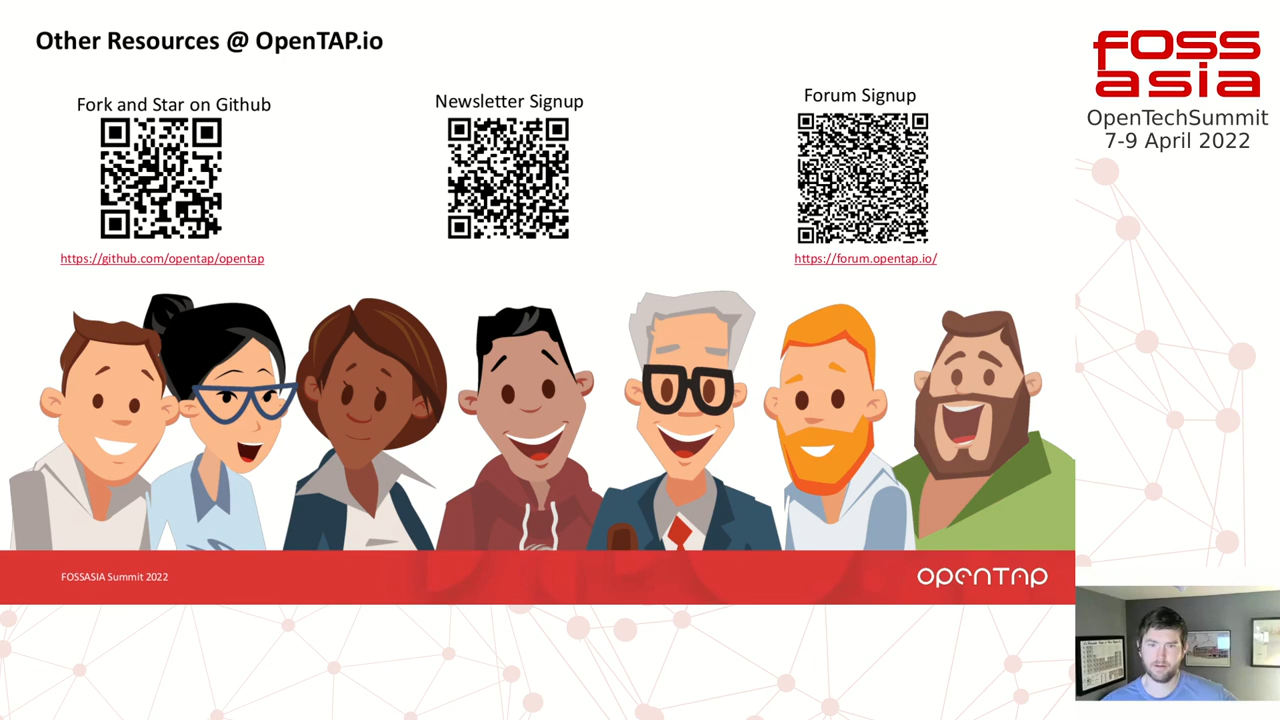 Other Resources @ OpenTAP.io
Fork and Star on Github
Newsletter Signup
Forum Signup
https://github.com/opentap/opentap
https://forum.opentap.io/
FOSSASIA Summit 2022
OPENTAP
foss
asia
OpenTechSummit
7-9 April 2022